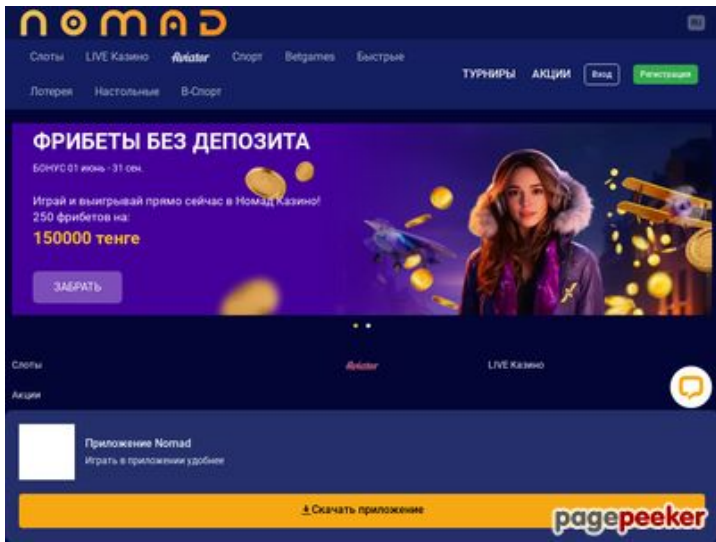 nomad
Слоты LIVE Казино Aviator Спорт Betgames Быстрые
ТУРНИРЫ АКЦИИ Вход Регистрация
Лотерея Настольные В-Спорт
ФРИБЕТЫ БЕЗ ДЕПОЗИТА
БОНУС 01 июнь - 31 сен.
Играй и выигрывай прямо сейчас в Номад Казино!
250 фрибетов на:
150000 тенге
ЗАБРАТЬ
Слоты Aviator LIVE Казино
Акции
Приложение Nomad
Играть в приложении удобнее
Скачать приложение
pagepeeker